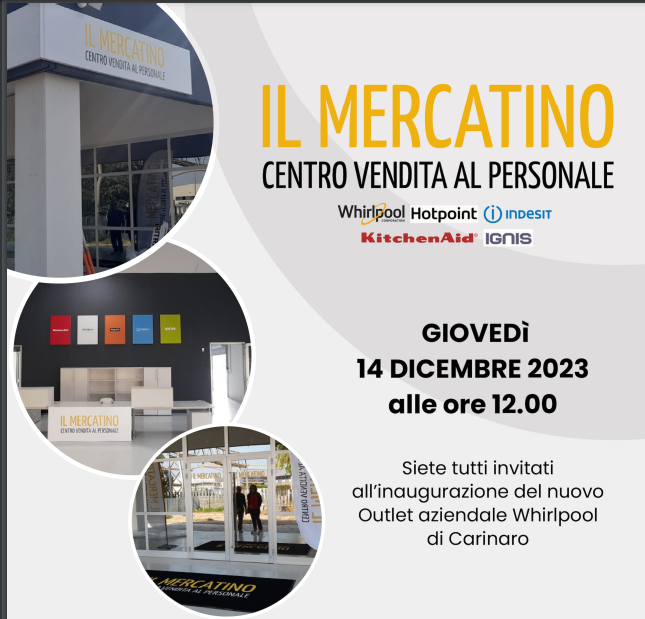 IL MERCATINO
CENTRO VENDITA AL PERSONALE
IL MERCATINO
CENTRO VENDITA AL PERSONALE
Whirlpool Hotpoint INDESIT
CORPORATION
KitchenAid IGNIS
GIOVEDÌ
14 DICEMBRE 2023
alle ore 12.00
Siete tutti invitati
all'inaugurazione del nuovo
Outlet aziendale Whirlpool
di Carinaro
IL MERCATINO
CENTRO VENDITA AL PERSONALE
IL MERCATINO
IL MERCATINO
CENTRO VENDITA AL PERSONALE